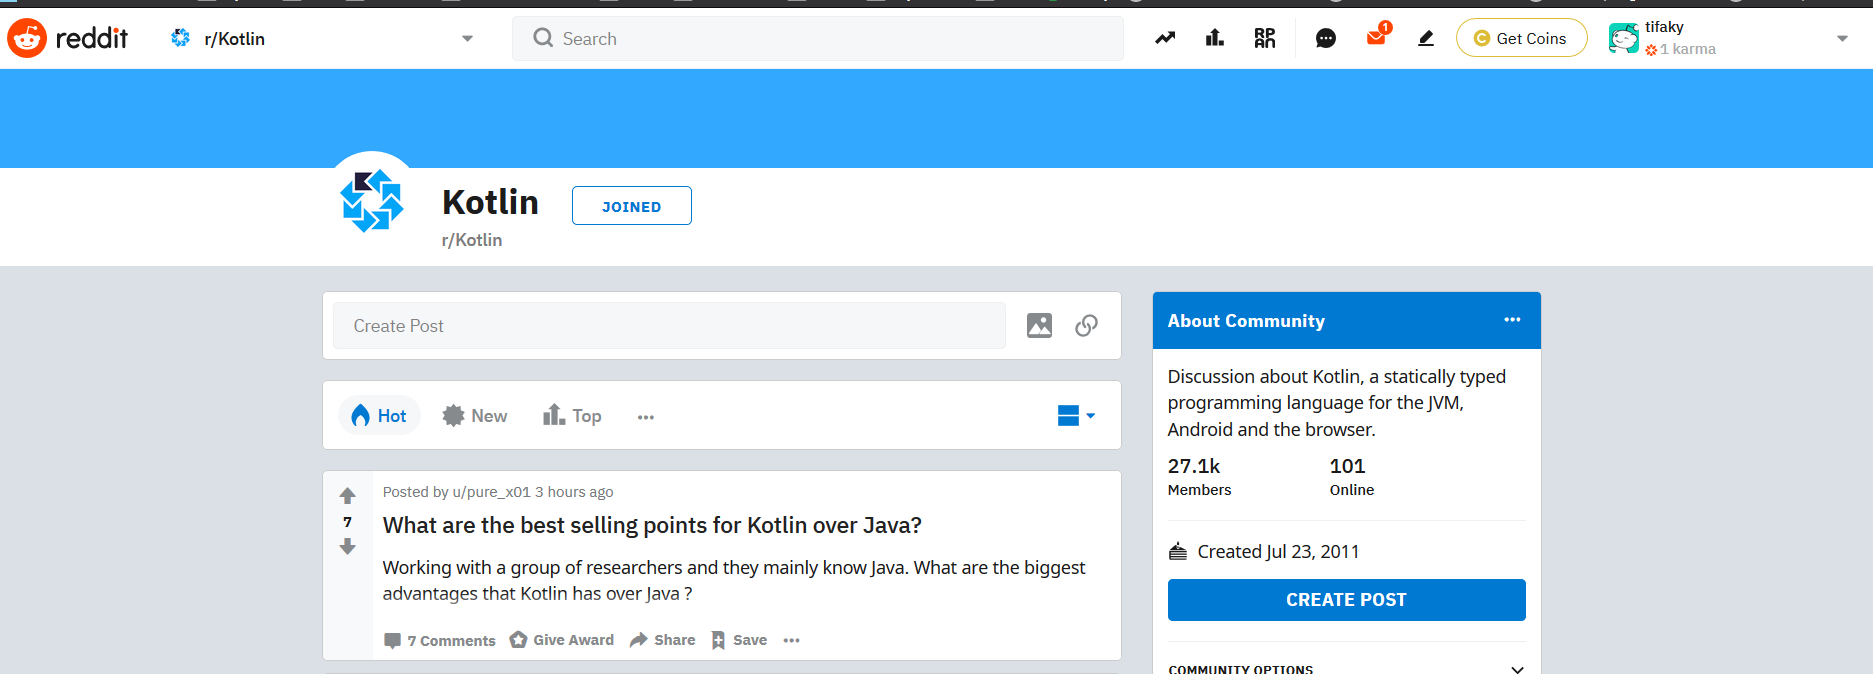 reddit
r/Kotlin
Search
RPAN
1
Get Coins
tifaky
1 karma
Kotlin
JOINED
r/Kotlin
Create Post
Hot
New
Top
Posted by u/pure_x01 3 hours ago
7
What are the best selling points for Kotlin over Java?
Working with a group of researchers and they mainly know Java. What are the biggest
advantages that Kotlin has over Java ?
7 Comments
Give Award
Share
Save
About Community
Discussion about Kotlin, a statically typed
programming language for the JVM,
Android and the browser.
27.1k
Members
101
Online
Created Jul 23, 2011
CREATE POST
COMMUNITY OPTIONS